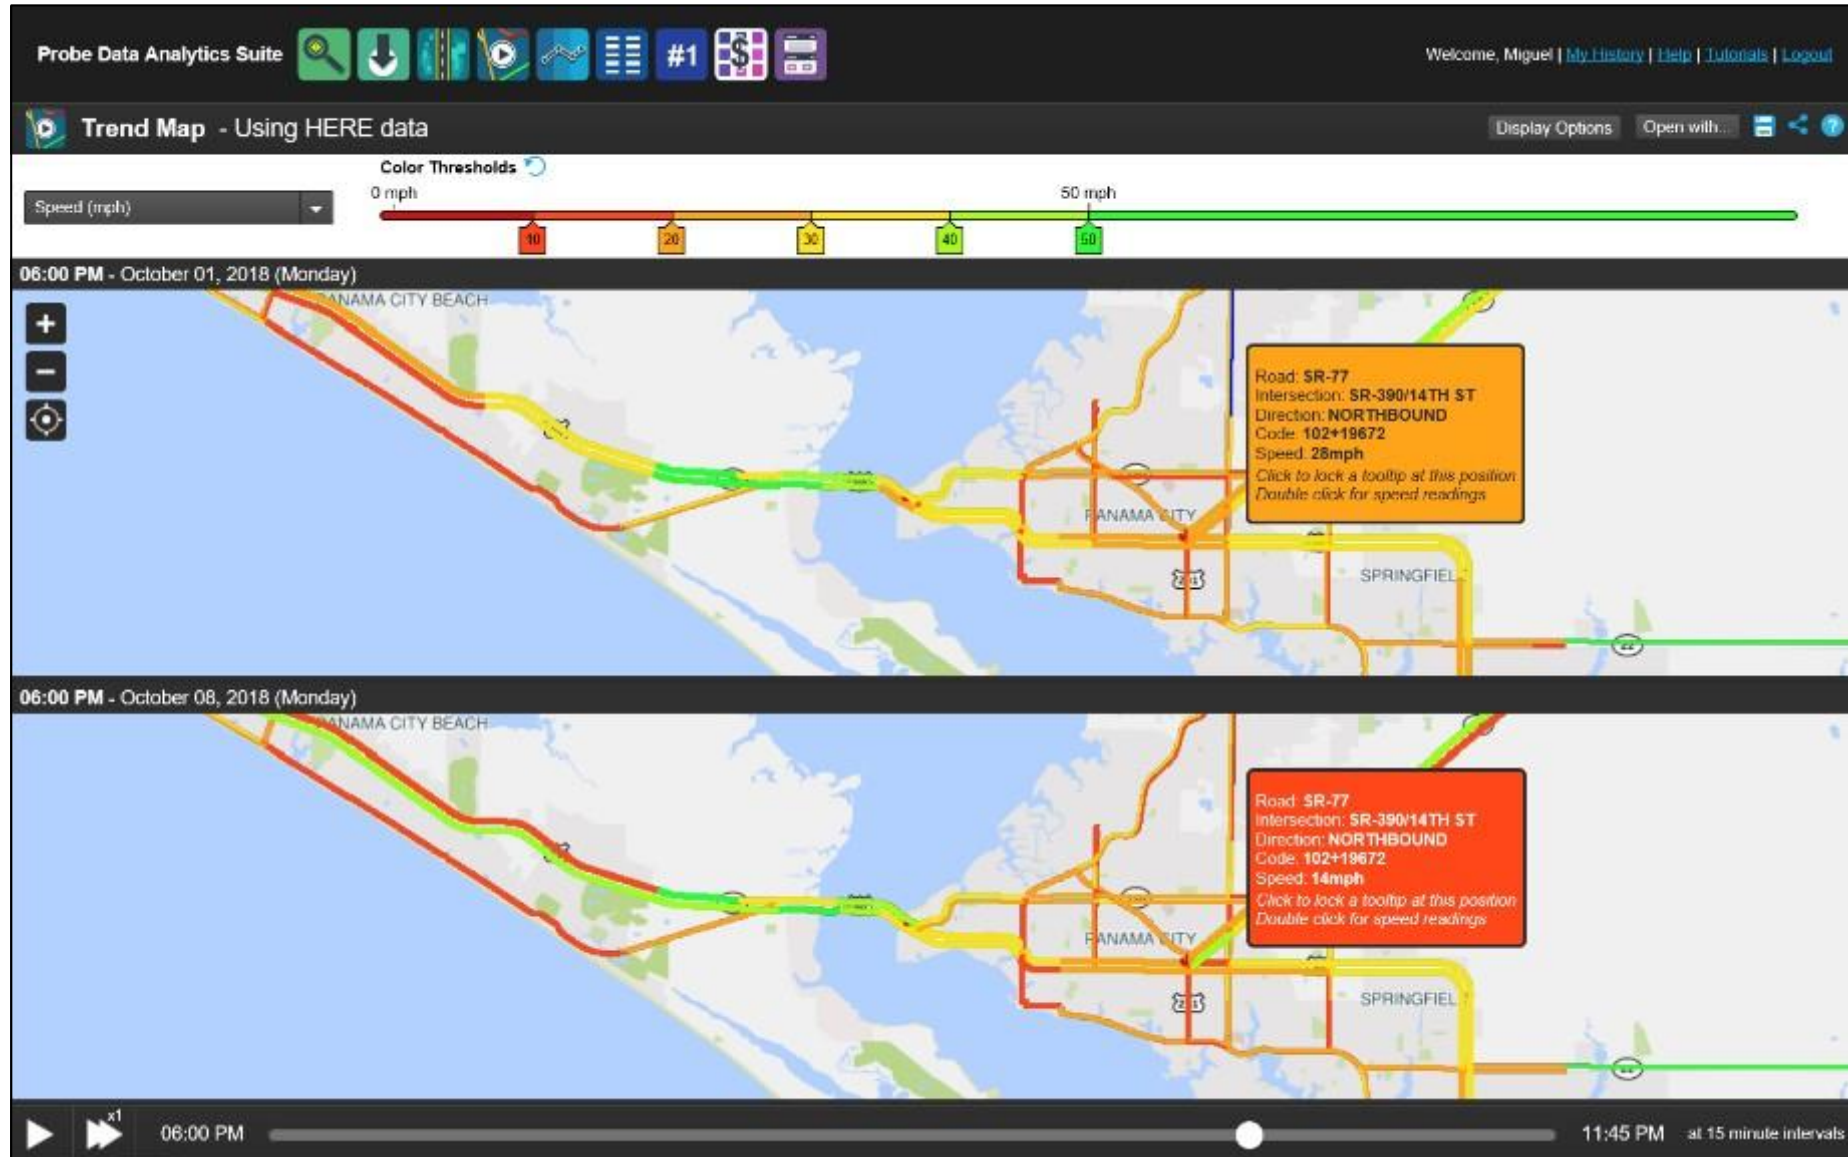 Probe Data Analytics Suite
#1
$
Welcome, Miguel | My History | Help | Tutorials | Logout
Trend Map - Using HERE data
Display Options
Open with...
?
Color Thresholds
Speed (mph)
0 mph
50 mph
10
20
30
40
50
06:00 PM - October 01, 2018 (Monday)
+
−
PANAMA CITY BEACH
Road: SR-77
Intersection: SR-390/14TH ST
Direction: NORTHBOUND
Code: 102+19672
Speed: 28mph
Click to lock a tooltip at this position
Double click for speed readings
PANAMA CITY
SPRINGFIEL
22
06:00 PM - October 08, 2018 (Monday)
PANAMA CITY BEACH
Road: SR-77
Intersection: SR-390/14TH ST
Direction: NORTHBOUND
Code: 102+19672
Speed: 14mph
Click to lock a tooltip at this position
Double click for speed readings
PANAMA CITY
SPRINGFIEL
x1
06:00 PM
11:45 PM
at 15 minute intervals